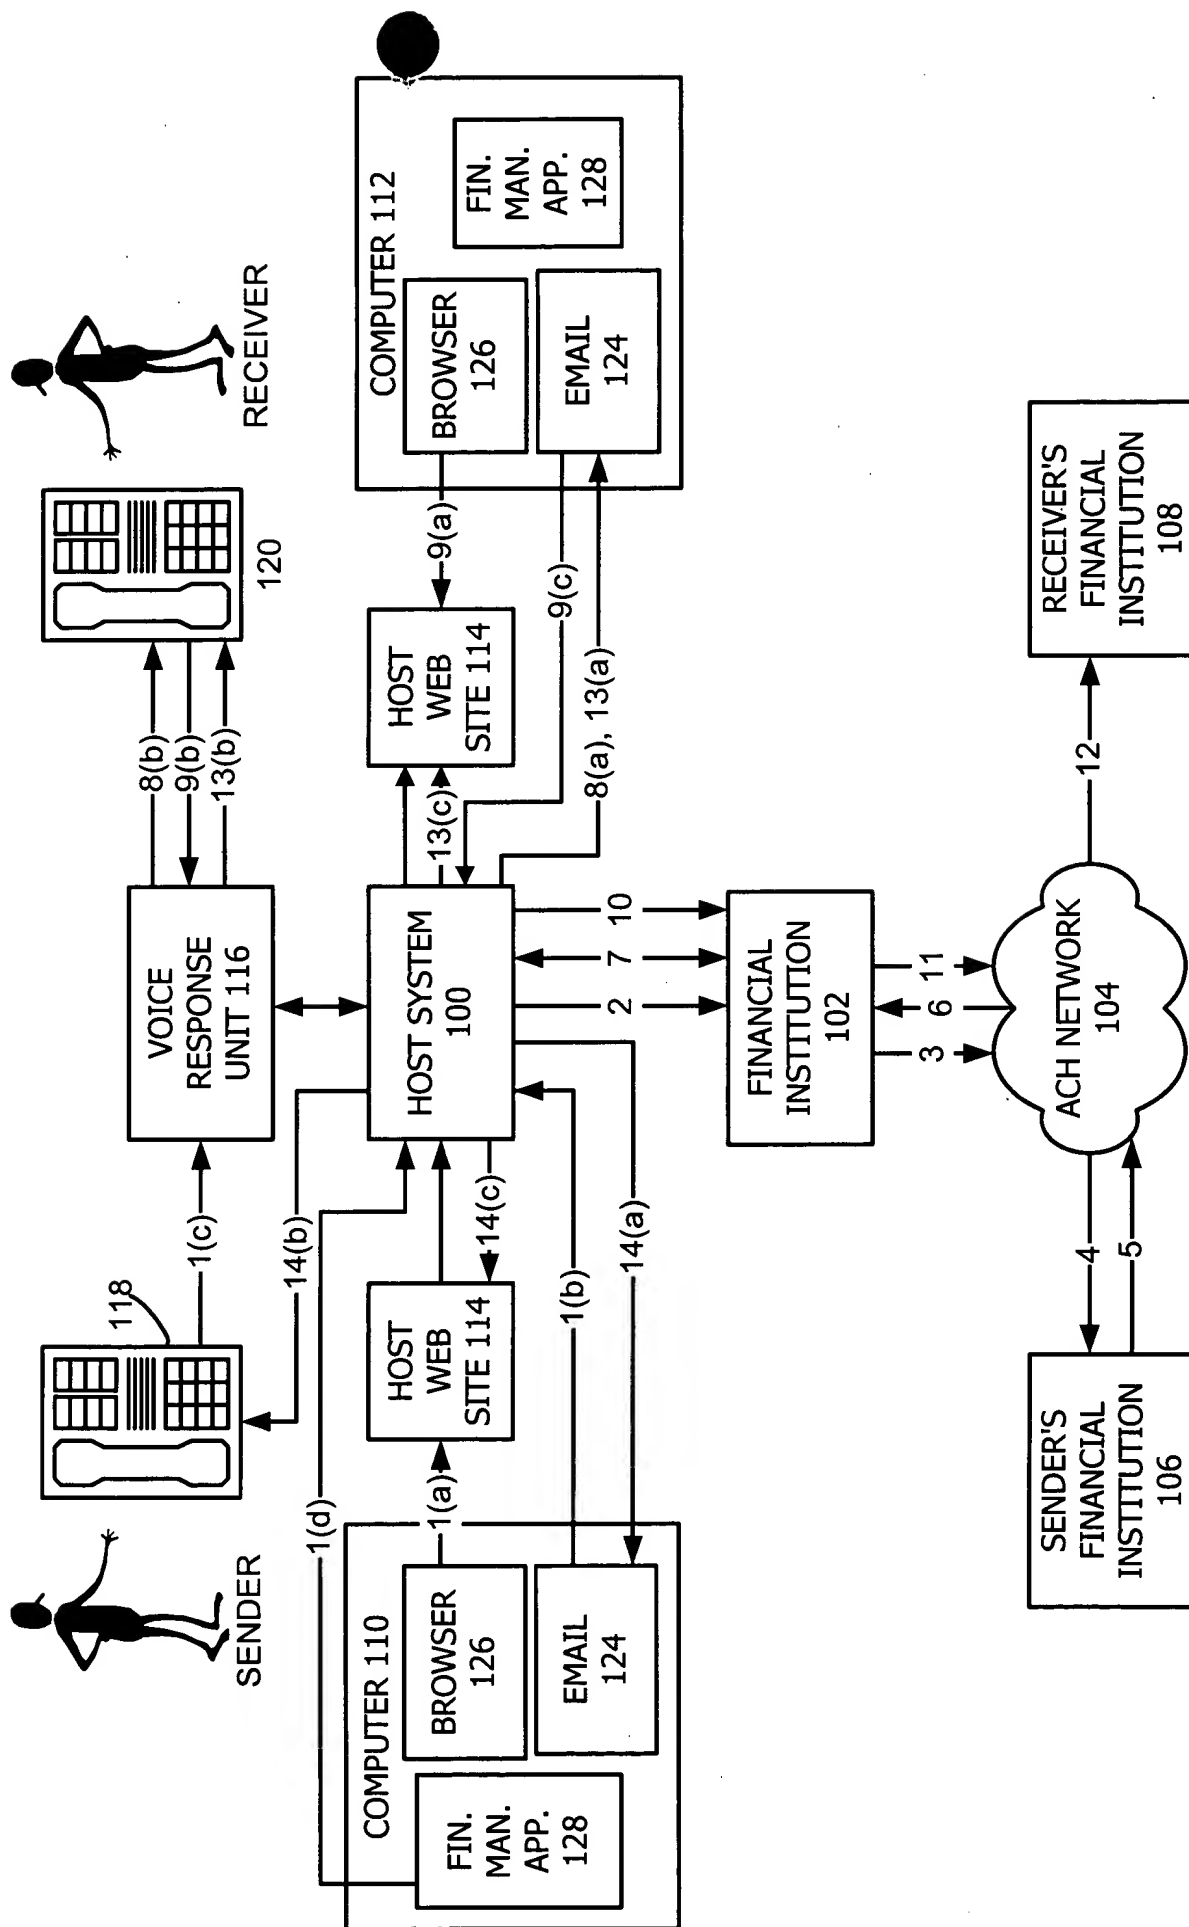 SENDER
118
1(c)
14(b)
1(d)
VOICE
RESPONSE
UNIT 116
8(b)
9(b)
13(b)
120
RECEIVER
COMPUTER 110
FIN.
MAN.
APP.
128
BROWSER
126
EMAIL
124
1(a)
HOST
WEB
SITE 114
14(c)
1(b)
14(a)
HOST SYSTEM
100
13(c)
HOST
WEB
SITE 114
9(a)
9(c)
8(a), 13(a)
COMPUTER 112
BROWSER
126
EMAIL
124
FIN.
MAN.
APP.
128
2
7
10
FINANCIAL
INSTITUTION
102
3
6
11
SENDER'S
FINANCIAL
INSTITUTION
106
4
5
ACH NETWORK
104
12
RECEIVER'S
FINANCIAL
INSTITUTION
108